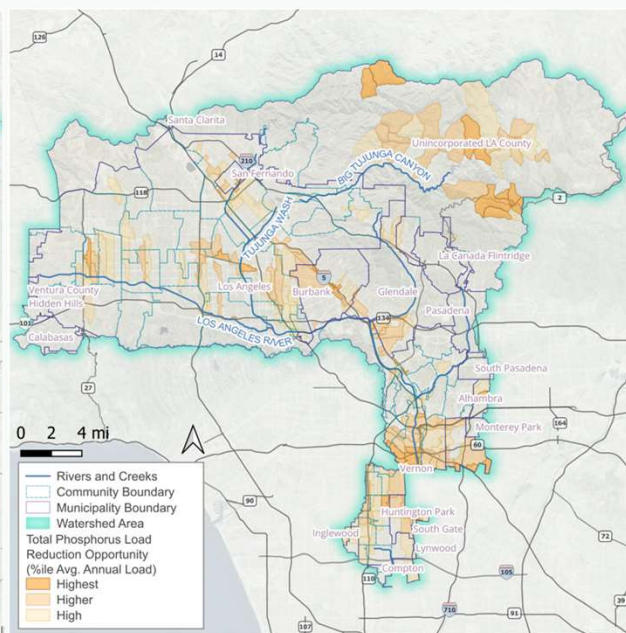 126
14
Santa Clarita
210
San Fernando
Unincorporated LA County
BIG TUJUNGA CANYON
118
2
TUJUNGA WASH
La Canada Flintridge
5
Ventura County
Los Angeles
Burbank
Glendale
Hidden Hills
Pasadena
101
LOS ANGELES RIVER
134
Calabasas
South Pasadena
27
Alhambra
164
Monterey Park
60
Vernon
0 2 4 mi
90
Huntington Park
Inglewood
South Gate
72
Lynwood
Compton
110
105
39
710
91
107
Rivers and Creeks
Community Boundary
Municipality Boundary
Watershed Area
Total Phosphorus Load
Reduction Opportunity
(%ile Avg. Annual Load)
Highest
Higher
High